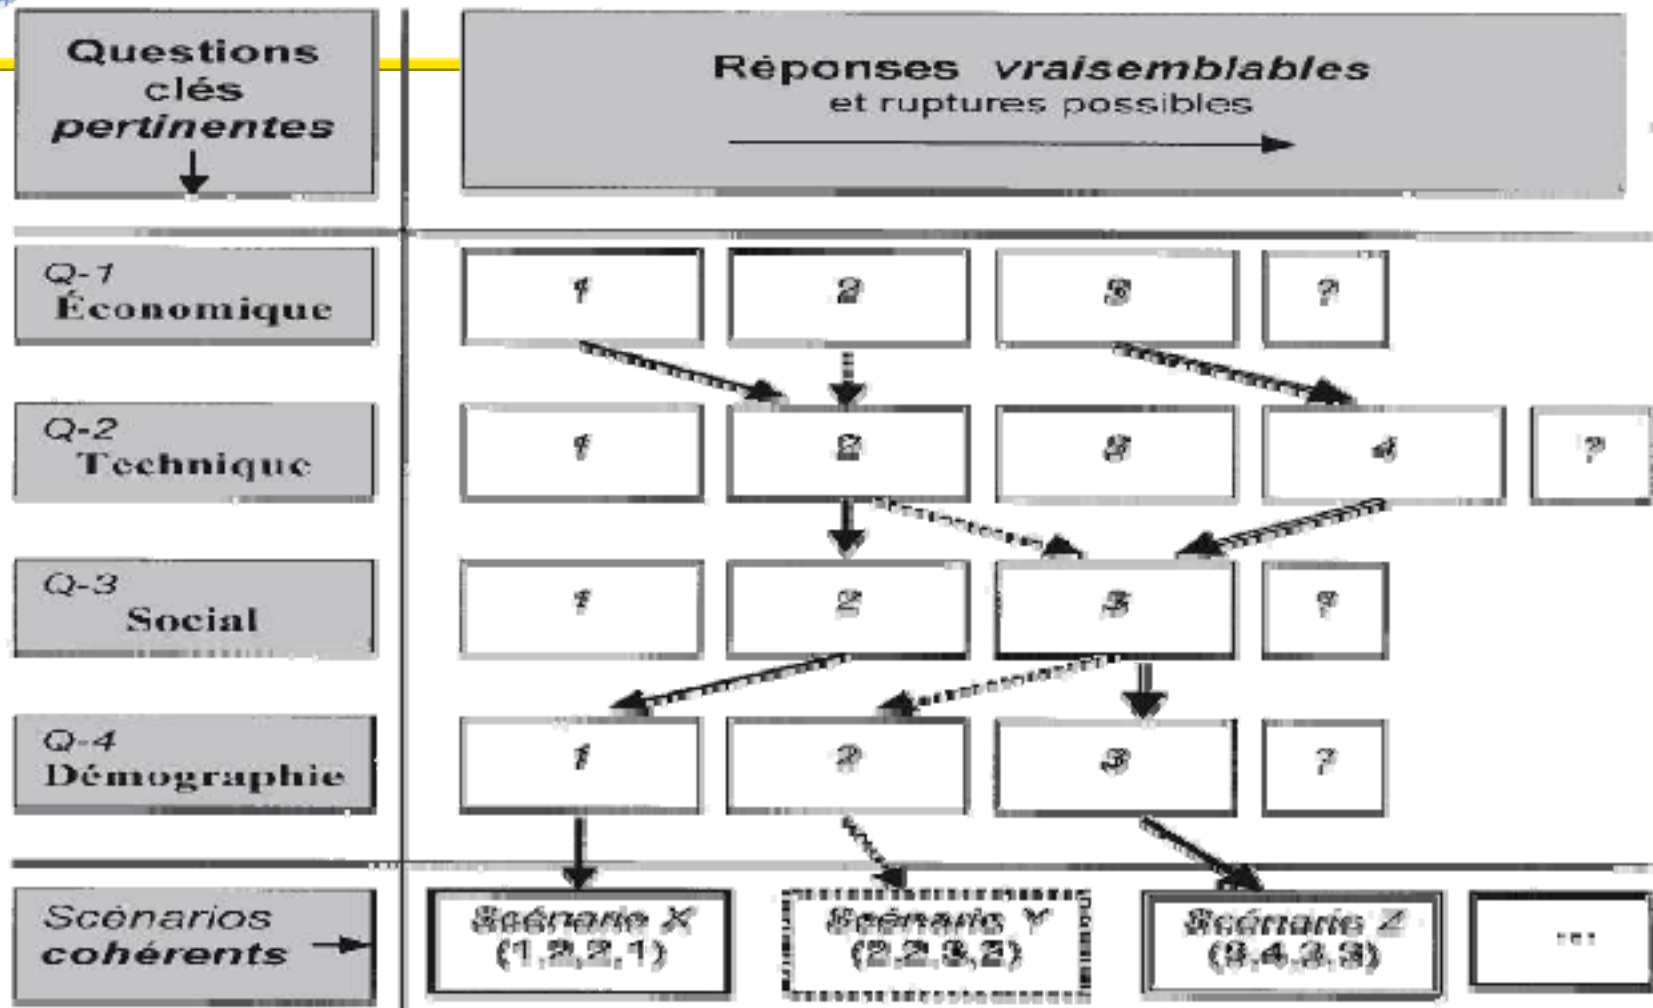 Questions
clés
pertinentes
Réponses vraisemblables
et ruptures possibles
Q-1
Économique
1 2 3 ?
Q-2
Technique
1 2 3 4 ?
Q-3
Social
1 2 3 ?
Q-4
Démographie
1 2 3 ?
Scénarios
cohérents
Scénario X
(1,2,2,1)
Scénario Y
(2,2,3,2)
Scénario Z
(3,4,3,3)
...